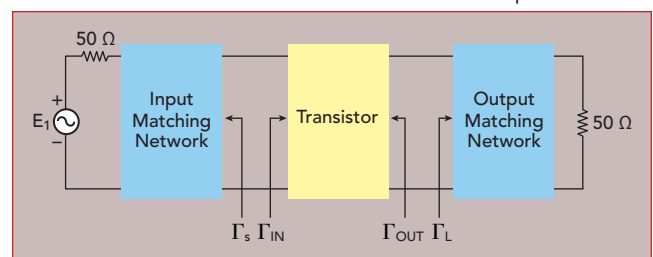 50 Ω
E1
+
−
Input
Matching
Network
Transistor
Output
Matching
Network
50 Ω
Γs ΓIN ΓOUT ΓL